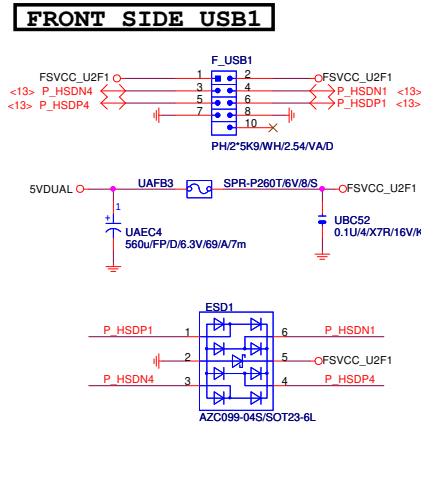 FRONT SIDE USB1
F_USB1
FSVCC_U2F1 1 2 FSVCC_U2F1
<13> P_HSDN4 3 4 P_HSDN1 <13>
<13> P_HSDP4 5 6 P_HSDP1 <13>
7 8
10
PH/2*5K9/WH/2.54/VA/D
5VDUAL UAFB3 SPR-P260T/6V/8/S FSVCC_U2F1
1
+
UAEC4
560u/FP/D/6.3V/69/A/7m
UBC52
0.1U/4/X7R/16V/K
ESD1
P_HSDP1 1 6 P_HSDN1
2 5 FSVCC_U2F1
P_HSDN4 3 4 P_HSDP4
AZC099-04S/SOT23-6L